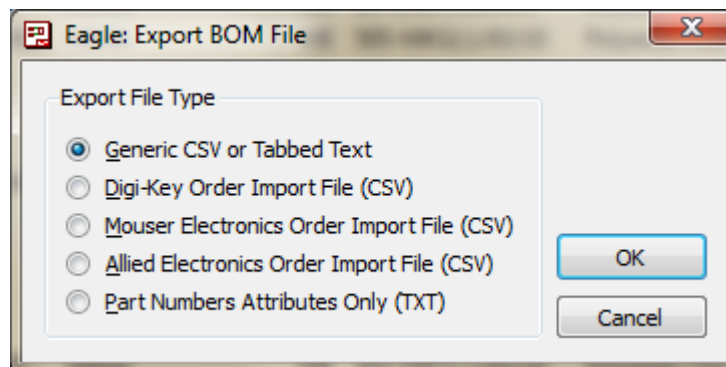 Eagle: Export BOM File
Export File Type
Generic CSV or Tabbed Text
Digi-Key Order Import File (CSV)
Mouser Electronics Order Import File (CSV)
Allied Electronics Order Import File (CSV)
Part Numbers Attributes Only (TXT)
OK
Cancel